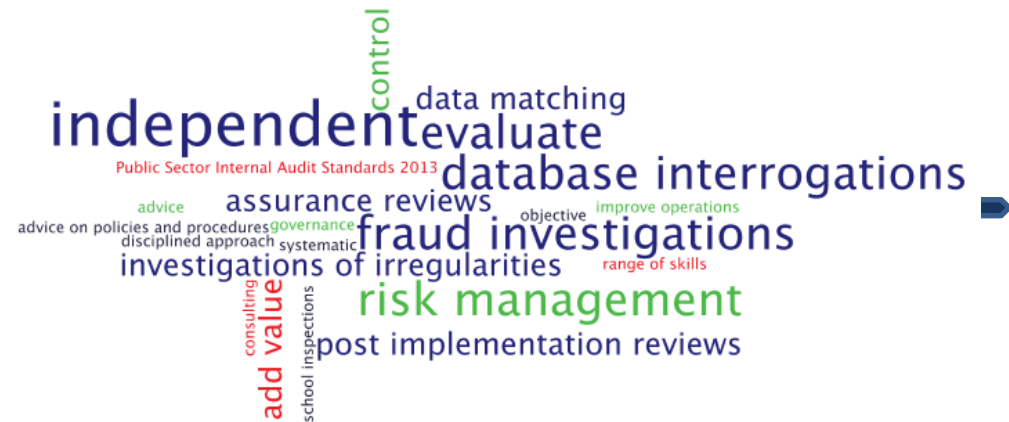 control
data matching
independent
evaluate
Public Sector Internal Audit Standards 2013
database interrogations
assurance reviews
advice
objective
improve operations
advice on policies and procedures
governance
fraud investigations
disciplined approach
systematic
investigations of irregularities
range of skills
consulting
add value
school inspections
risk management
post implementation reviews